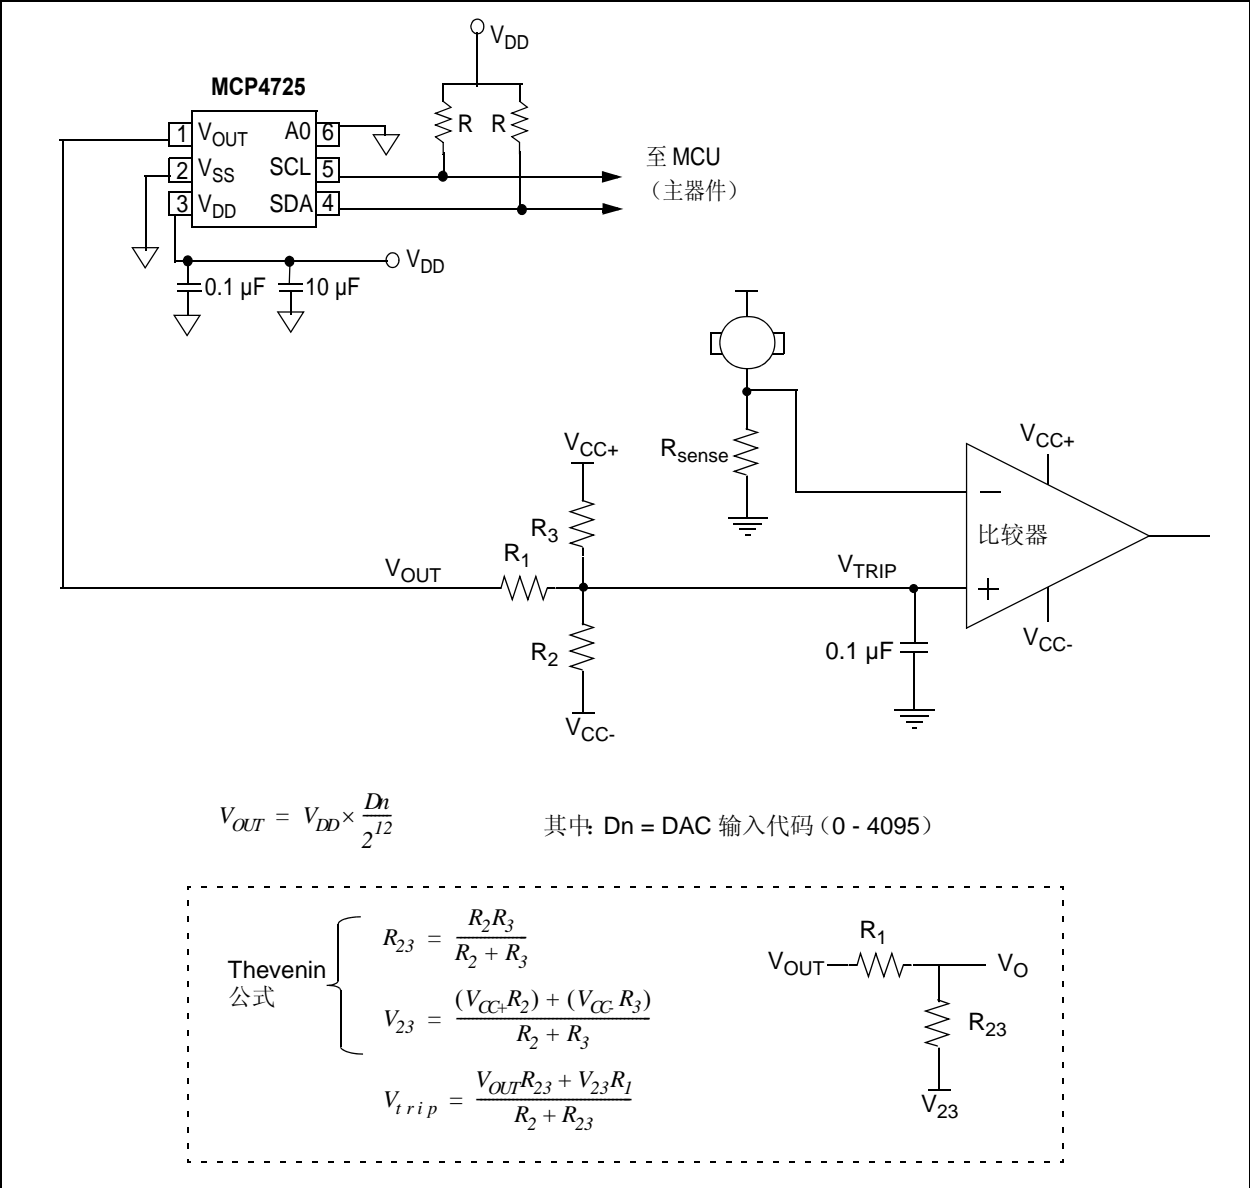 V_DD
MCP4725
1 V_OUT A0 6
2 V_SS SCL 5
3 V_DD SDA 4
R R
至 MCU
（主器件）
V_DD
0.1 µF 10 µF
R_sense
V_CC+
V_CC+
R_3
比较器
R_1
V_OUT
V_TRIP
R_2
0.1 µF
V_CC-
V_CC-
V_OUT = V_DD × Dn / 2^12
其中: Dn = DAC 输入代码（0 - 4095）
Thevenin
公式
R_23 = R_2R_3 / R_2 + R_3
V_23 = (V_CC+R_2) + (V_CC-R_3) / R_2 + R_3
V_trip = V_OUTR_23 + V_23R_1 / R_2 + R_23
R_1
V_OUT V_O
R_23
V_23